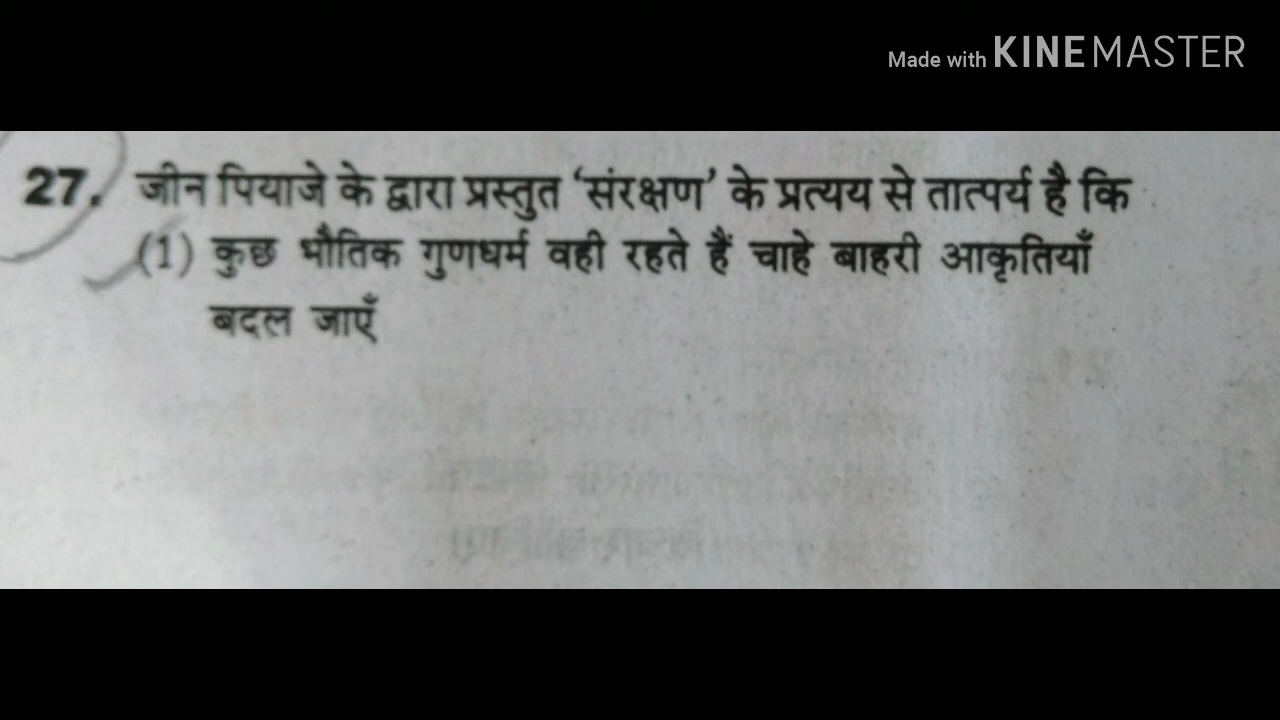 Made with KINEMASTER
27. जीन पियाजे के द्वारा प्रस्तुत ‘संरक्षण’ के प्रत्यय से तात्पर्य है कि
(1) कुछ भौतिक गुणधर्म वही रहते हैं चाहे बाहरी आकृतियाँ
बदल जाएँ